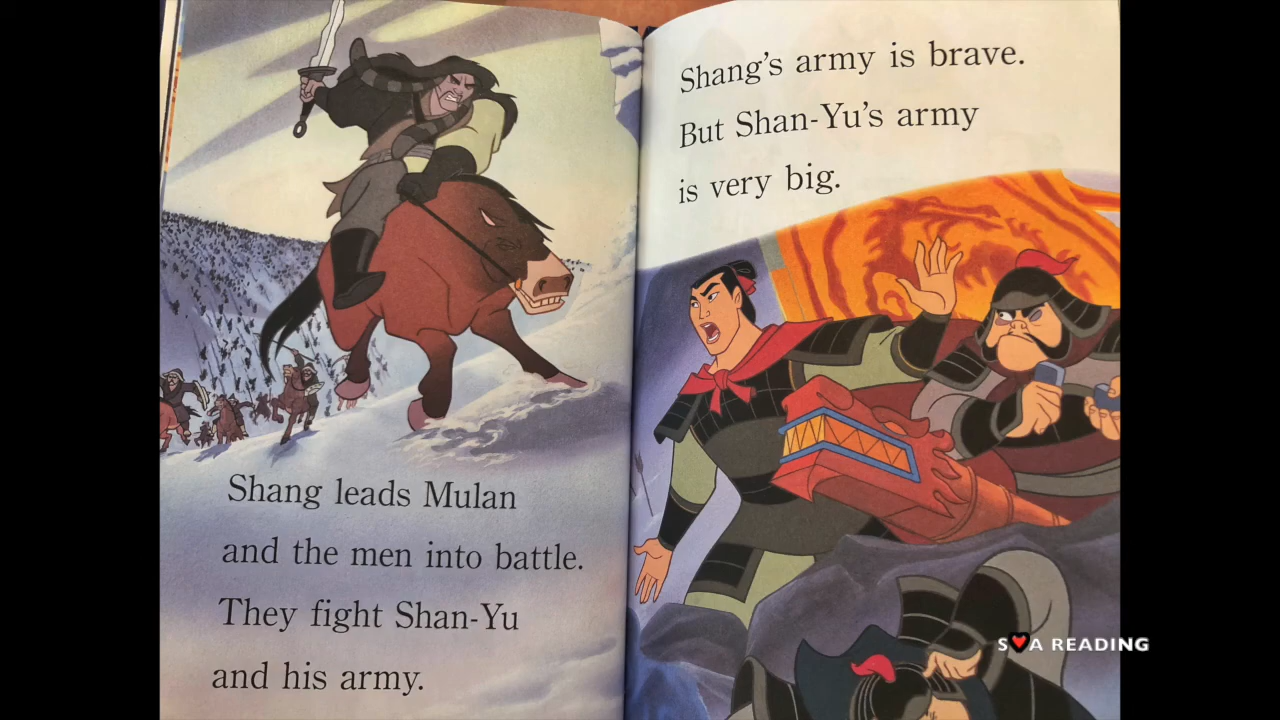 Shang leads Mulan
and the men into battle.
They fight Shan-Yu
and his army.
Shang's army is brave.
But Shan-Yu's army
is very big.
S❤A READING